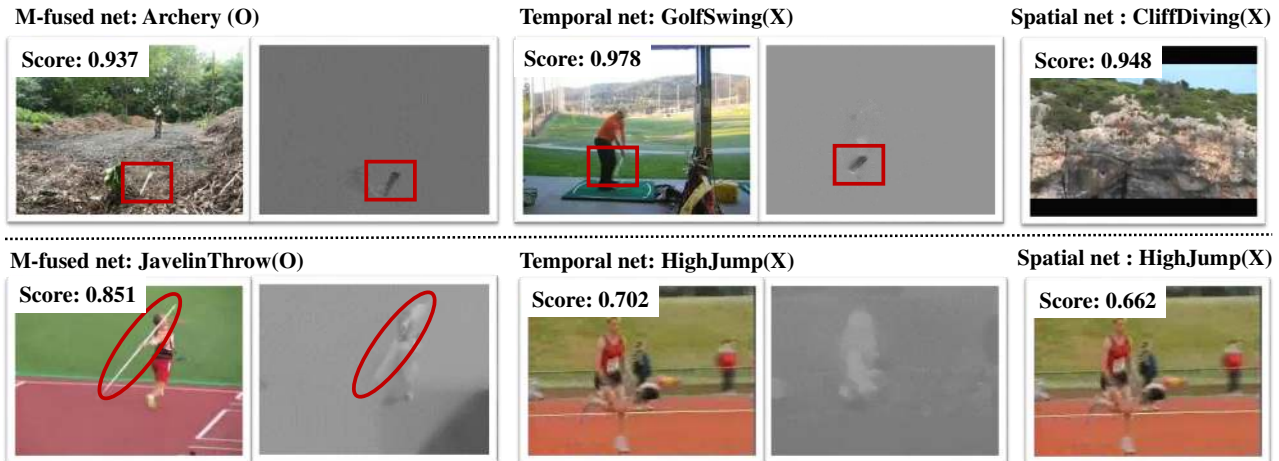 M-fused net: Archery (O)
Temporal net: GolfSwing(X)
Spatial net : CliffDiving(X)
Score: 0.937
Score: 0.978
Score: 0.948
M-fused net: JavelinThrow(O)
Temporal net: HighJump(X)
Spatial net : HighJump(X)
Score: 0.851
Score: 0.702
Score: 0.662